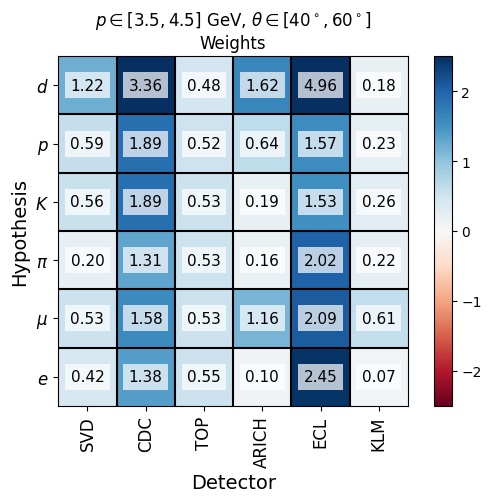 p ∈ [3.5, 4.5] GeV, θ ∈ [40°, 60°]
Weights
Hypothesis
d 1.22 3.36 0.48 1.62 4.96 0.18
p 0.59 1.89 0.52 0.64 1.57 0.23
K 0.56 1.89 0.53 0.19 1.53 0.26
π 0.20 1.31 0.53 0.16 2.02 0.22
μ 0.53 1.58 0.53 1.16 2.09 0.61
e 0.42 1.38 0.55 0.10 2.45 0.07
SVD CDC TOP ARICH ECL KLM
Detector
2
1
0
−1
−2